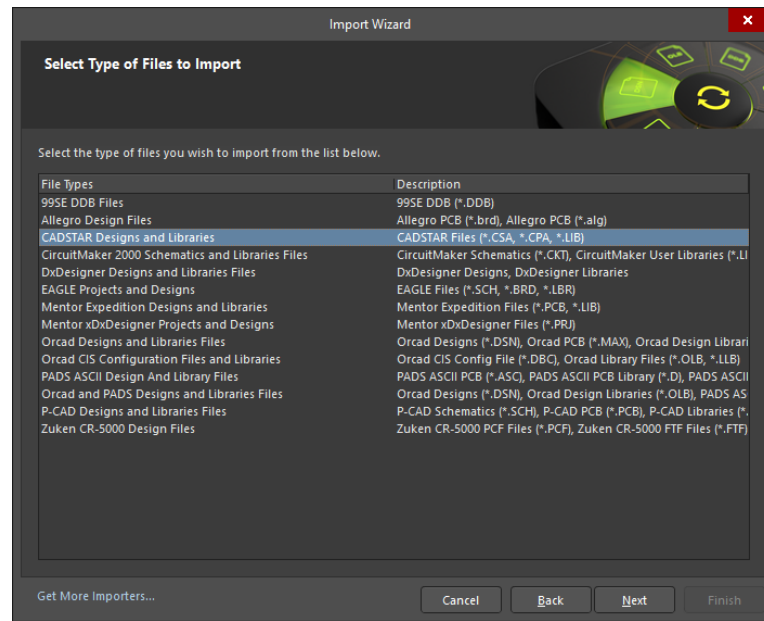 Import Wizard
Select Type of Files to Import
Select the type of files you wish to import from the list below.
File Types Description
99SE DDB Files 99SE DDB (*.DDB)
Allegro Design Files Allegro PCB (*.brd), Allegro PCB (*.alg)
CADSTAR Designs and Libraries CADSTAR Files (*.CSA, *.CPA, *.LIB)
CircuitMaker 2000 Schematics and Libraries Files CircuitMaker Schematics (*.CKT), CircuitMaker User Libraries (*.LI
DxDesigner Designs and Libraries Files DxDesigner Designs, DxDesigner Libraries
EAGLE Projects and Designs EAGLE Files (*.SCH, *.BRD, *.LBR)
Mentor Expedition Designs and Libraries Mentor Expedition Files (*.PCB, *.LIB)
Mentor xDxDesigner Projects and Designs Mentor xDxDesigner Files (*.PRJ)
Orcad Designs and Libraries Files Orcad Designs (*.DSN), Orcad PCB (*.MAX), Orcad Design Librari
Orcad CIS Configuration Files and Libraries Orcad CIS Config File (*.DBC), Orcad Library Files (*.OLB, *.LLB)
PADS ASCII Design And Library Files PADS ASCII PCB (*.ASC), PADS ASCII PCB Library (*.D), PADS ASCII
Orcad and PADS Designs and Libraries Files Orcad Designs (*.DSN), Orcad Design Libraries (*.OLB), PADS AS
P-CAD Designs and Libraries Files P-CAD Schematics (*.SCH), P-CAD PCB (*.PCB), P-CAD Libraries (*.
Zuken CR-5000 Design Files Zuken CR-5000 PCF Files (*.PCF), Zuken CR-5000 FTF Files (*.FTF)
Get More Importers...
Cancel Back Next Finish